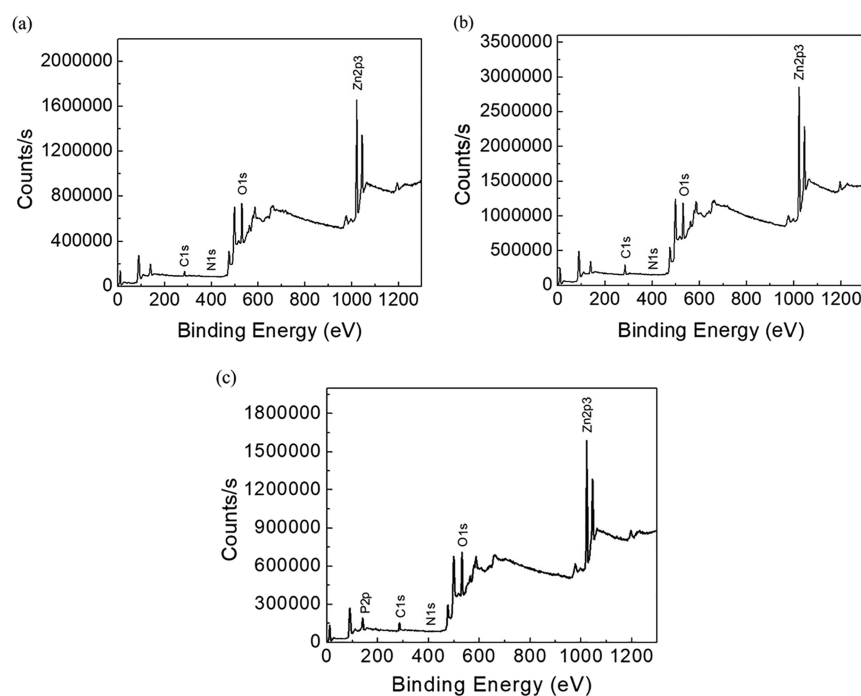 (a)
2000000
1600000
1200000
800000
400000
0
Counts/s
C1s
N1s
O1s
Zn2p3
0 200 400 600 800 1000 1200
Binding Energy (eV)
(b)
3500000
3000000
2500000
2000000
1500000
1000000
500000
0
Counts/s
C1s
N1s
O1s
Zn2p3
0 200 400 600 800 1000 1200
Binding Energy (eV)
(c)
1800000
1500000
1200000
900000
600000
300000
0
Counts/s
P2p
C1s
N1s
O1s
Zn2p3
0 200 400 600 800 1000 1200
Binding Energy (eV)